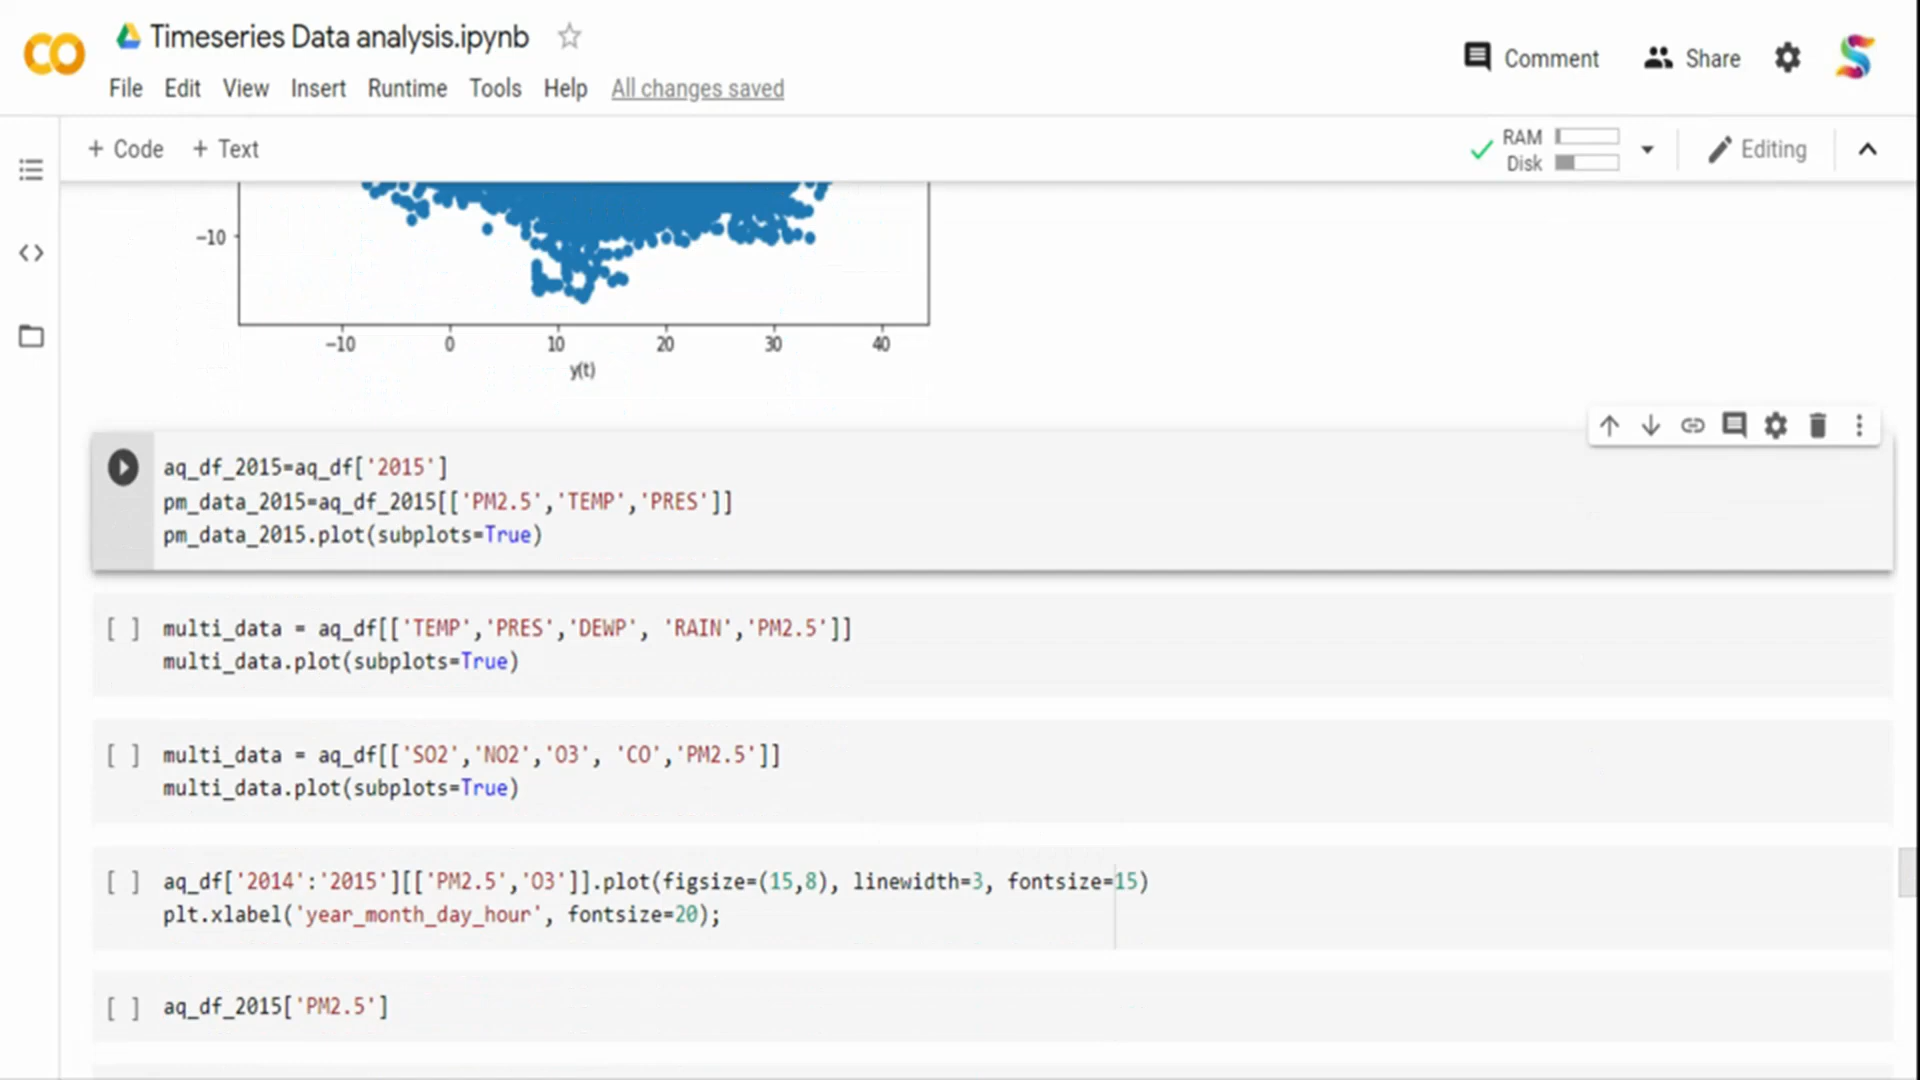 Timeseries Data analysis.ipynb
File Edit View Insert Runtime Tools Help All changes saved
Comment Share
+ Code + Text
RAM
Disk
Editing
−10
−10 0 10 20 30 40
y(t)
aq_df_2015=aq_df['2015']
pm_data_2015=aq_df_2015[['PM2.5','TEMP','PRES']]
pm_data_2015.plot(subplots=True)
[ ] multi_data = aq_df[['TEMP','PRES','DEWP', 'RAIN','PM2.5']]
multi_data.plot(subplots=True)
[ ] multi_data = aq_df[['SO2','NO2','O3', 'CO','PM2.5']]
multi_data.plot(subplots=True)
[ ] aq_df['2014':'2015'][['PM2.5','O3']].plot(figsize=(15,8), linewidth=3, fontsize=15)
plt.xlabel('year_month_day_hour', fontsize=20);
[ ] aq_df_2015['PM2.5']